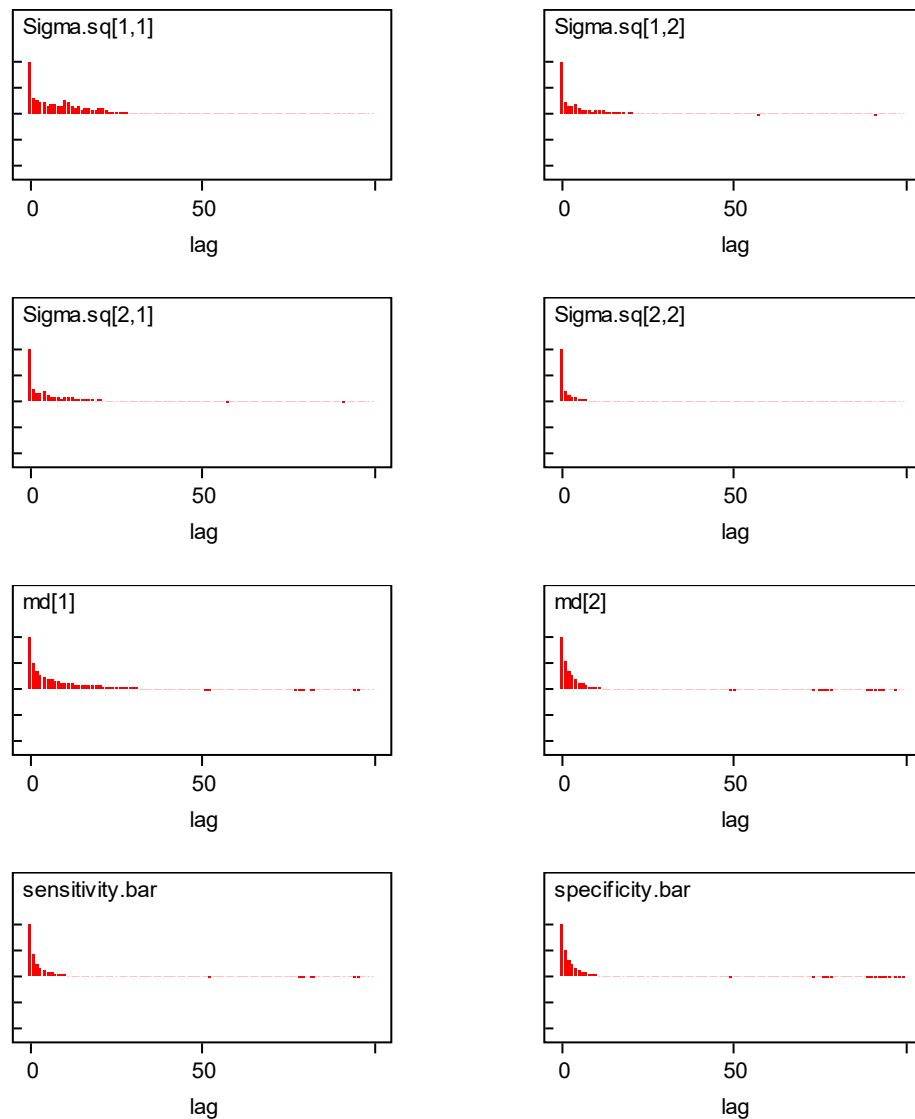 Sigma.sq[1,1]
0 50
lag
Sigma.sq[1,2]
0 50
lag
Sigma.sq[2,1]
0 50
lag
Sigma.sq[2,2]
0 50
lag
md[1]
0 50
lag
md[2]
0 50
lag
sensitivity.bar
0 50
lag
specificity.bar
0 50
lag